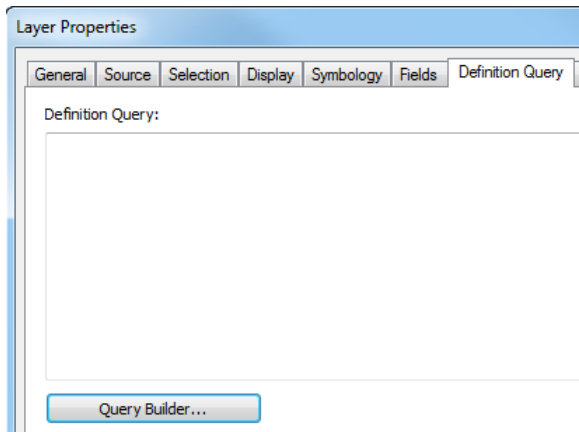 Layer Properties
General Source Selection Display Symbology Fields Definition Query
Definition Query:
Query Builder...